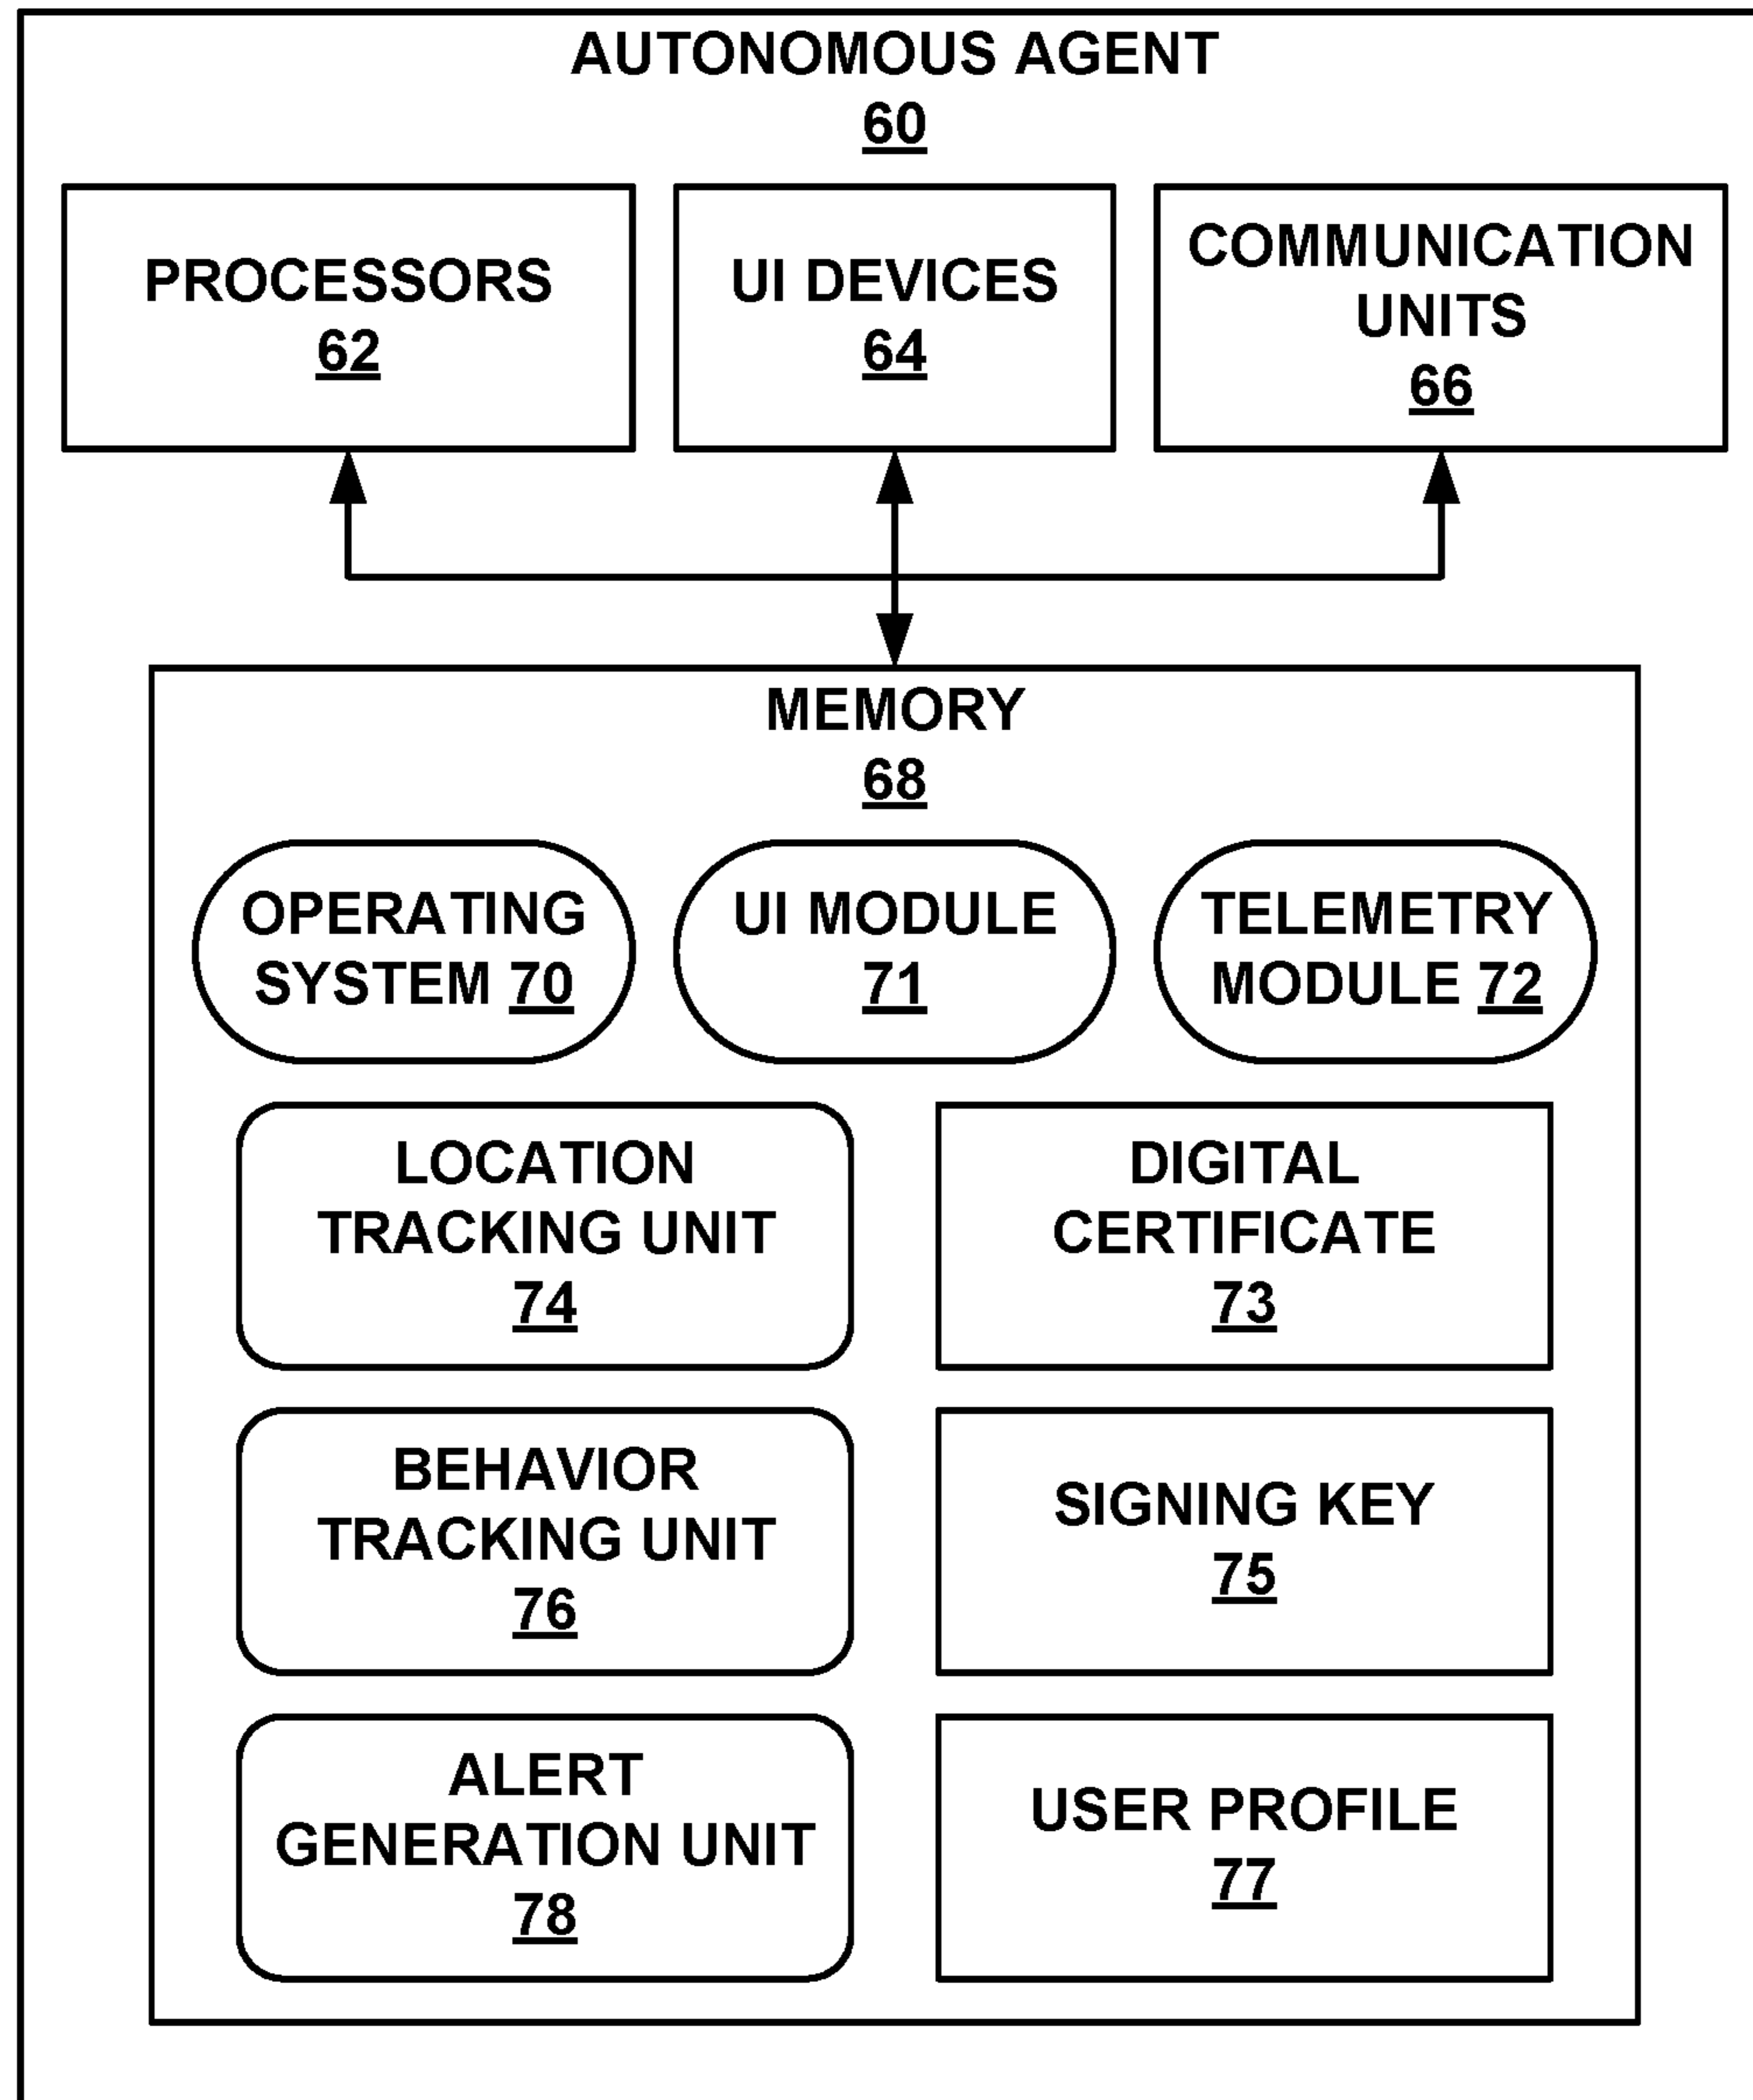 AUTONOMOUS AGENT
60
PROCESSORS
62
UI DEVICES
64
COMMUNICATION
UNITS
66
MEMORY
68
OPERATING
SYSTEM 70
UI MODULE
71
TELEMETRY
MODULE 72
LOCATION
TRACKING UNIT
74
DIGITAL
CERTIFICATE
73
BEHAVIOR
TRACKING UNIT
76
SIGNING KEY
75
ALERT
GENERATION UNIT
78
USER PROFILE
77